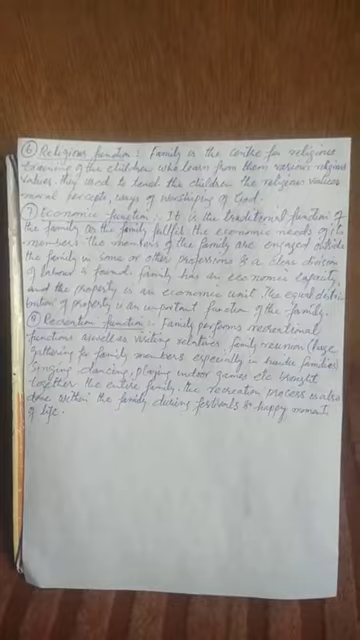 ⑥ Religious function : Family is the centre for religious
training of the children who learn from them various religious
values. they used to teach the children the religious values
moral precepts, ways of worshiping of God.
⑦ Economic function : It is the traditional function of
the family as the family fulfill the economic needs of its
members the members of the family are engaged outside
the family in some or other professions & a clear division
of labour is found. family has an economic capacity,
and the property is an economic unit. The equal distri-
bution of property is an important function of the family.
⑧ Recreation function : Family performs recreational
functions as well as visiting relatives, family reunion (huge
gathering for family members especially in families)
Singing dancing, playing indoor games etc brought
together the entire family. the recreation process is also
done within the family during festivals & happy moments
of life.